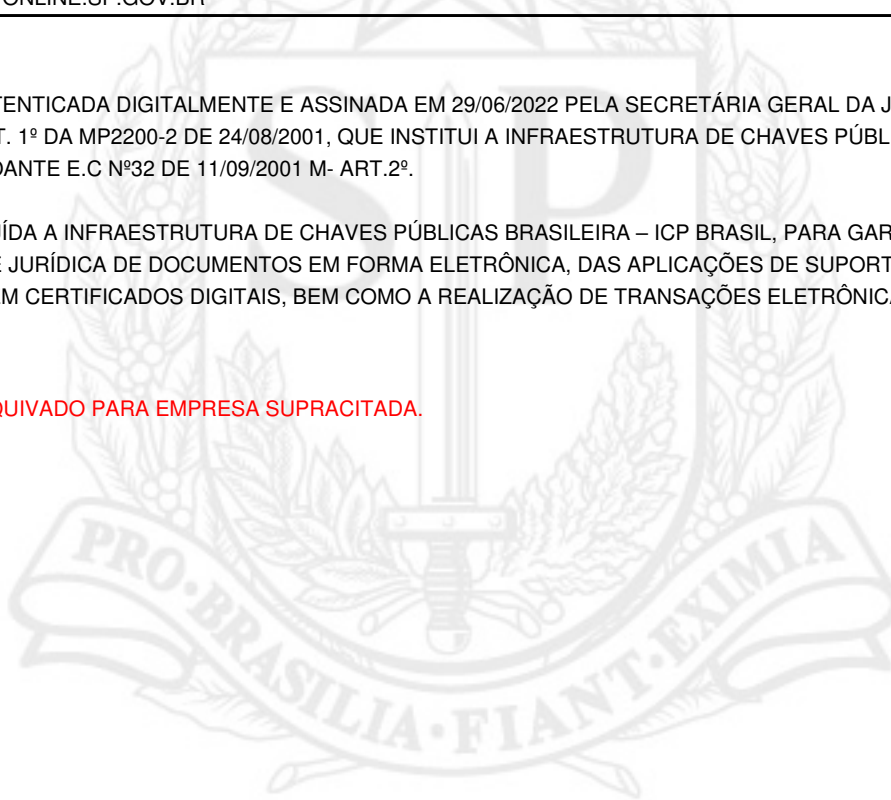 ONLINE.SP.GOV.BR
TENTICADA DIGITALMENTE E ASSINADA EM 29/06/2022 PELA SECRETÁRIA GERAL DA J
T. 1º DA MP2200-2 DE 24/08/2001, QUE INSTITUI A INFRAESTRUTURA DE CHAVES PÚBL
DANTE E.C Nº32 DE 11/09/2001 M- ART.2º.
ÍDA A INFRAESTRUTURA DE CHAVES PÚBLICAS BRASILEIRA – ICP BRASIL, PARA GAR
E JURÍDICA DE DOCUMENTOS EM FORMA ELETRÔNICA, DAS APLICAÇÕES DE SUPORT
EM CERTIFICADOS DIGITAIS, BEM COMO A REALIZAÇÃO DE TRANSAÇÕES ELETRÔNICA
QUIVADO PARA EMPRESA SUPRACITADA.
SP
PRO·BRASILIA·FIANT·EXIMIA